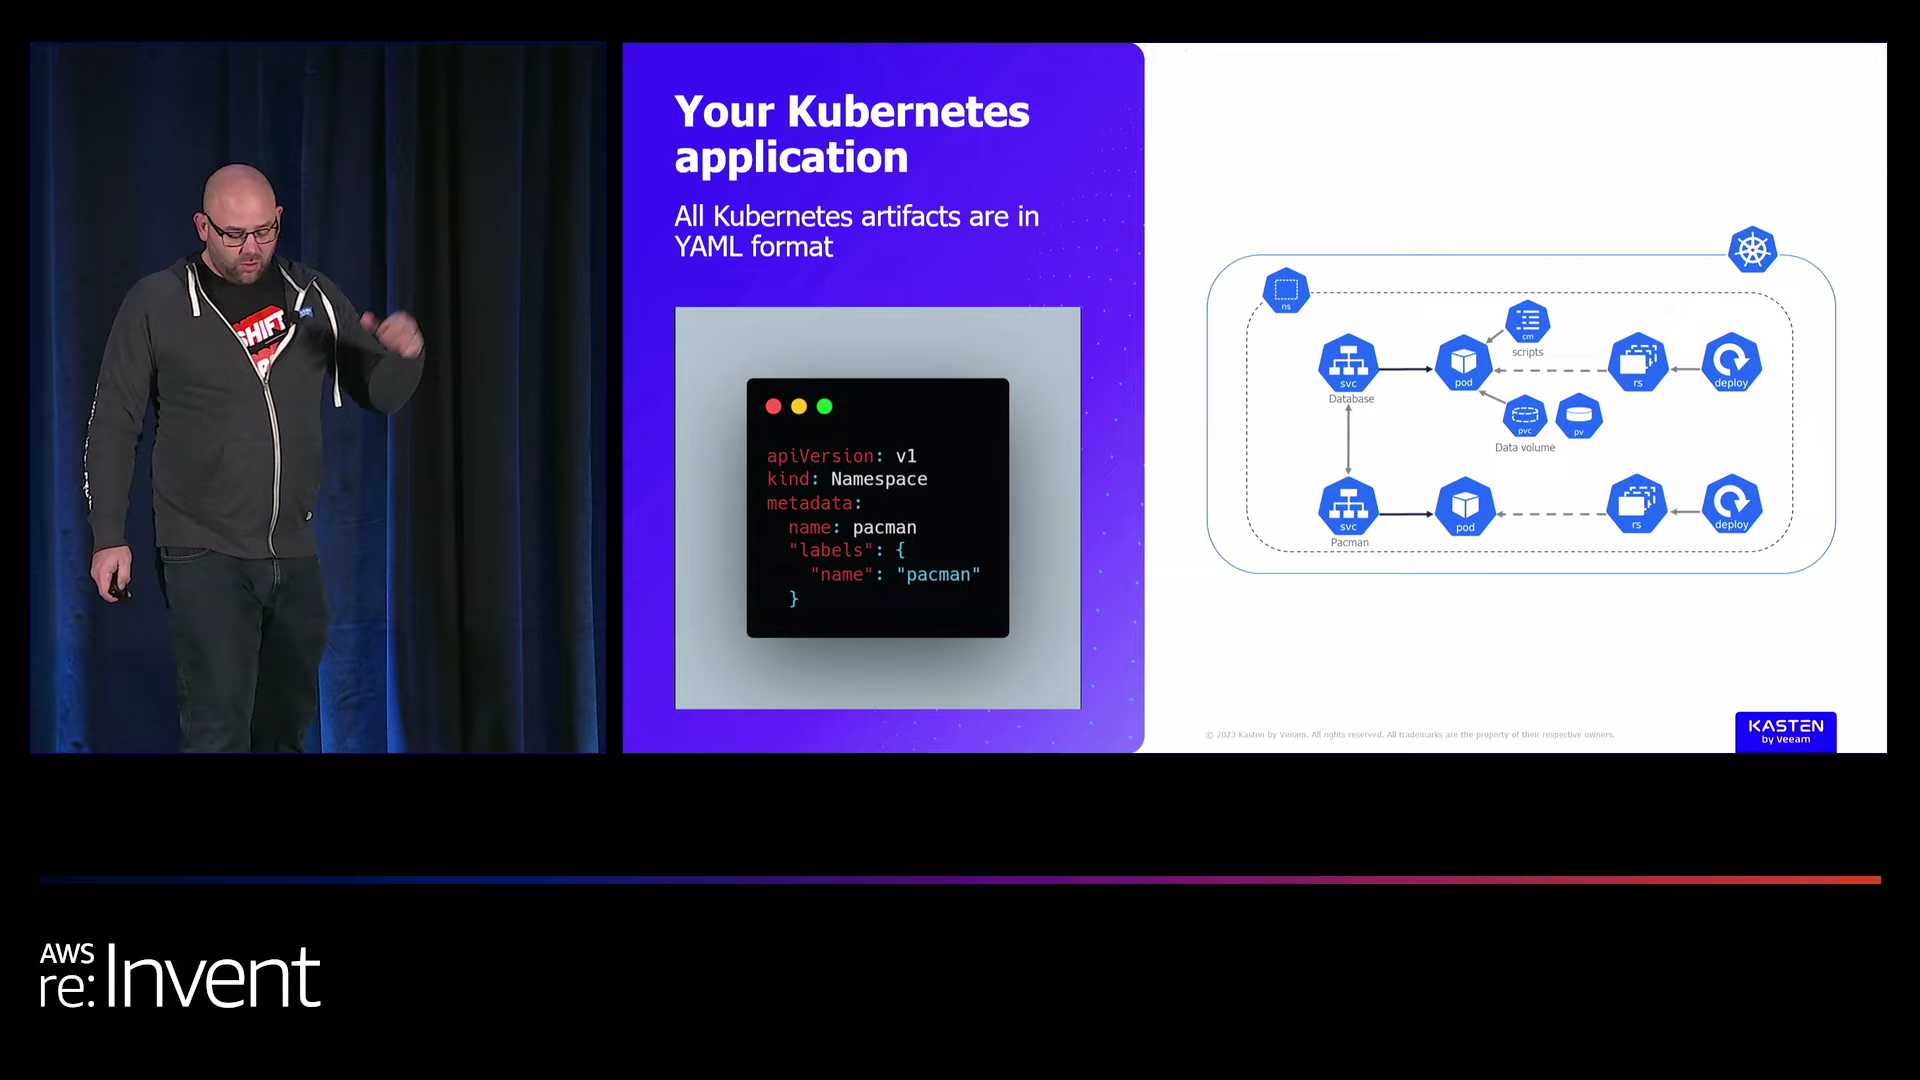 SHIFT
Your Kubernetes
application
All Kubernetes artifacts are in
YAML format
apiVersion: v1
kind: Namespace
metadata:
  name: pacman
  "labels": {
    "name": "pacman"
  }
ns
cm
scripts
svc
pod
rs
deploy
Database
pvc
pv
Data volume
svc
pod
rs
deploy
Pacman
© 2023 Kasten by Veeam. All rights reserved. All trademarks are the property of their respective owners.
KASTEN
by veeam
AWS
re:Invent